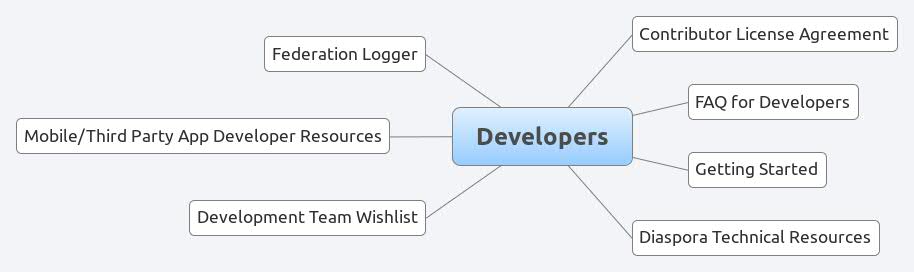 Contributor License Agreement
Federation Logger
FAQ for Developers
Mobile/Third Party App Developer Resources
Developers
Getting Started
Development Team Wishlist
Diaspora Technical Resources